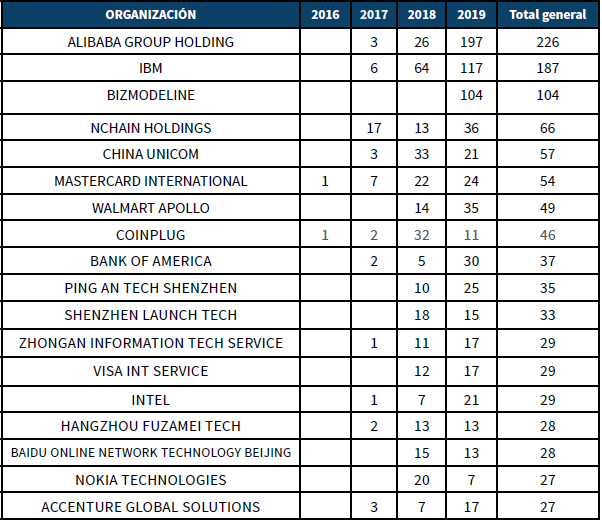 ORGANIZACIÓN 2016 2017 2018 2019 Total general
ALIBABA GROUP HOLDING 3 26 197 226
IBM 6 64 117 187
BIZMODELINE 104 104
NCHAIN HOLDINGS 17 13 36 66
CHINA UNICOM 3 33 21 57
MASTERCARD INTERNATIONAL 1 7 22 24 54
WALMART APOLLO 14 35 49
COINPLUG 1 2 32 11 46
BANK OF AMERICA 2 5 30 37
PING AN TECH SHENZHEN 10 25 35
SHENZHEN LAUNCH TECH 18 15 33
ZHONGAN INFORMATION TECH SERVICE 1 11 17 29
VISA INT SERVICE 12 17 29
INTEL 1 7 21 29
HANGZHOU FUZAMEI TECH 2 13 13 28
BAIDU ONLINE NETWORK TECHNOLOGY BEIJING 15 13 28
NOKIA TECHNOLOGIES 20 7 27
ACCENTURE GLOBAL SOLUTIONS 3 7 17 27